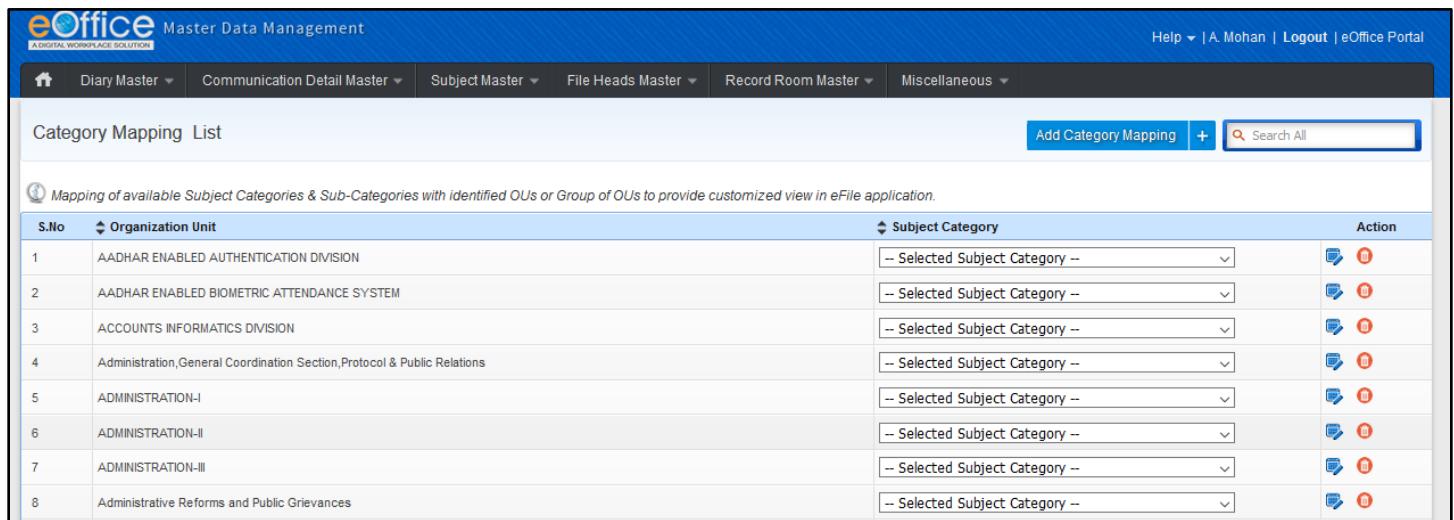 eOffice Master Data Management
A DIGITAL WORKPLACE SOLUTION
Help | A. Mohan | Logout | eOffice Portal
Diary Master Communication Detail Master Subject Master File Heads Master Record Room Master Miscellaneous
Category Mapping List Add Category Mapping + Search All
Mapping of available Subject Categories & Sub-Categories with identified OUs or Group of OUs to provide customized view in eFile application.
S.No Organization Unit Subject Category Action
1 AADHAR ENABLED AUTHENTICATION DIVISION -- Selected Subject Category --
2 AADHAR ENABLED BIOMETRIC ATTENDANCE SYSTEM -- Selected Subject Category --
3 ACCOUNTS INFORMATICS DIVISION -- Selected Subject Category --
4 Administration,General Coordination Section,Protocol & Public Relations -- Selected Subject Category --
5 ADMINISTRATION-I -- Selected Subject Category --
6 ADMINISTRATION-II -- Selected Subject Category --
7 ADMINISTRATION-III -- Selected Subject Category --
8 Administrative Reforms and Public Grievances -- Selected Subject Category --